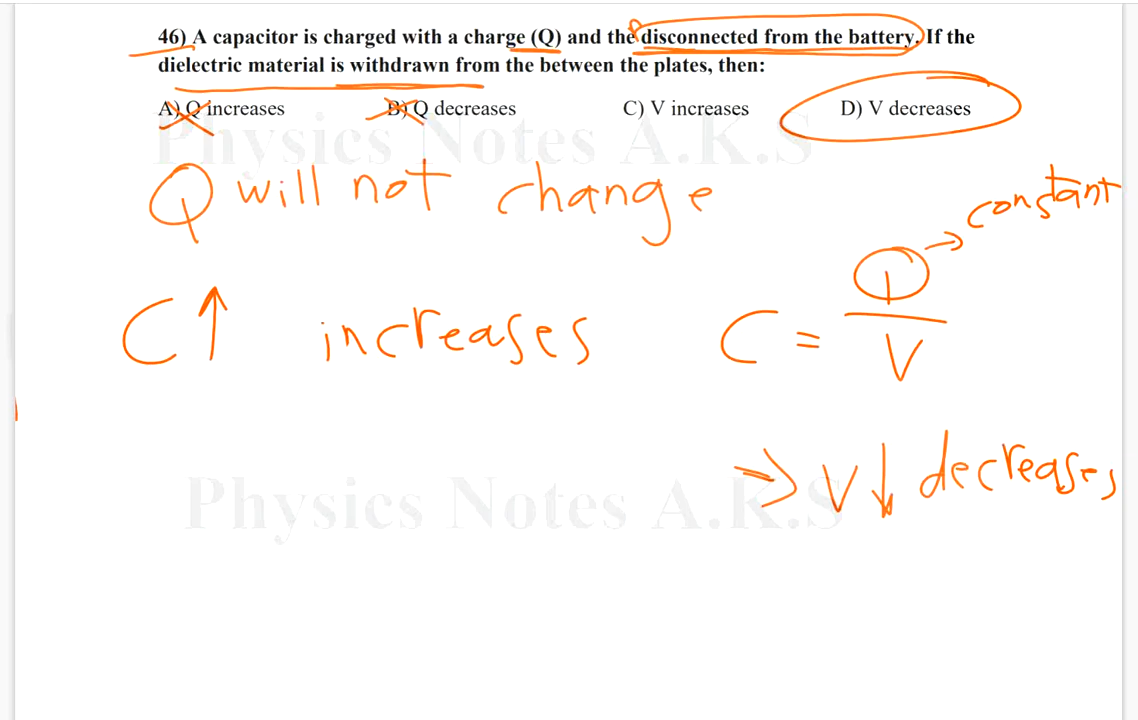 46) A capacitor is charged with a charge (Q) and the disconnected from the battery. If the
dielectric material is withdrawn from the between the plates, then:
A) Q increases B) Q decreases C) V increases D) V decreases
Physics Notes A.K.S
Q will not change
constant
C↑ increases C = Q/V
⇒ V↓ decreases
Physics Notes A.K.S